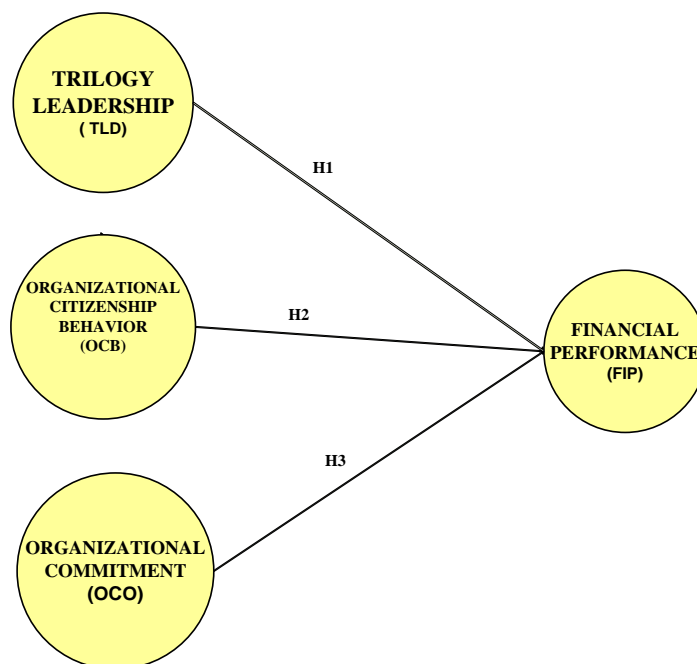 TRILOGY
LEADERSHIP
( TLD)
H1
ORGANIZATIONAL
CITIZENSHIP
BEHAVIOR
(OCB)
H2
FINANCIAL
PERFORMANCE
(FIP)
H3
ORGANIZATIONAL
COMMITMENT
(OCO)